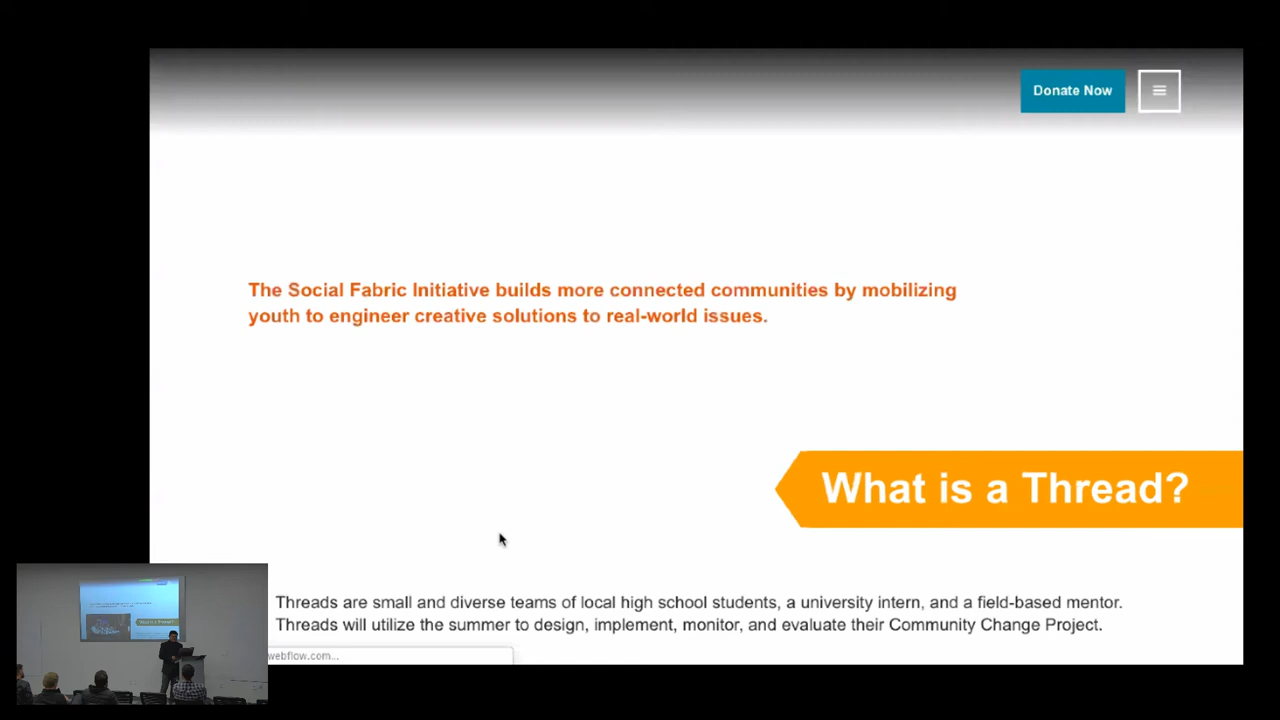 Donate Now
The Social Fabric Initiative builds more connected communities by mobilizing
youth to engineer creative solutions to real-world issues.
What is a Thread?
Threads are small and diverse teams of local high school students, a university intern, and a field-based mentor.
Threads will utilize the summer to design, implement, monitor, and evaluate their Community Change Project.
webflow.com...